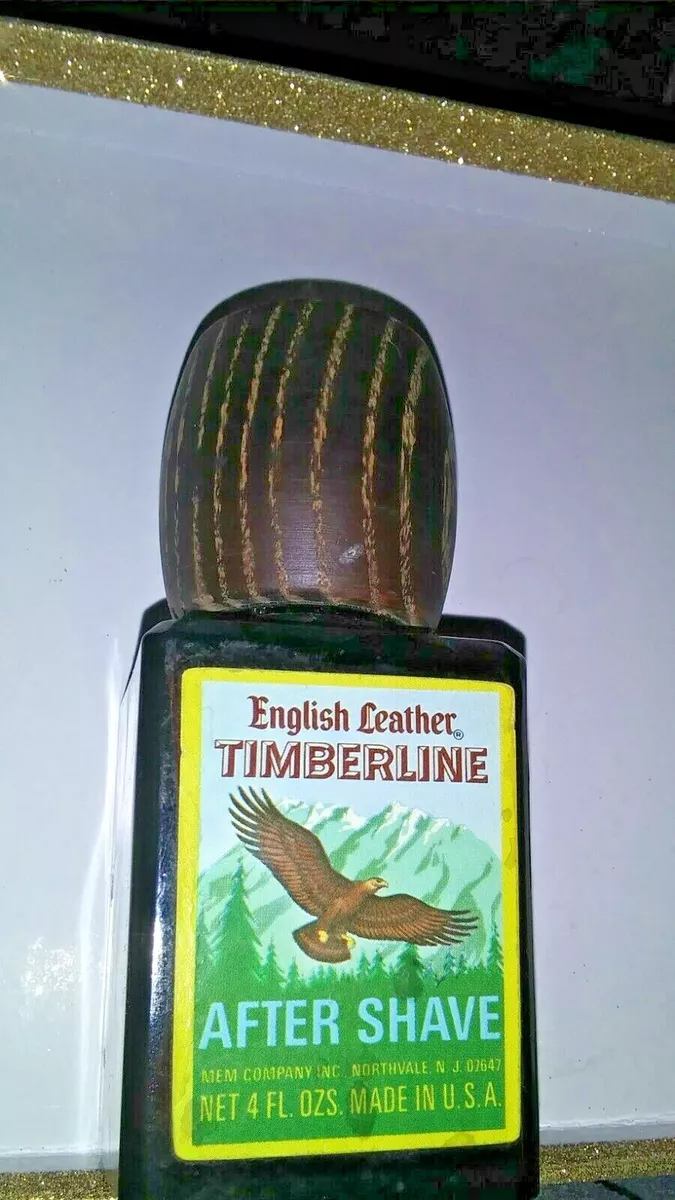 English Leather®
TIMBERLINE
AFTER SHAVE
MEM COMPANY INC. NORTHVALE N. J. 07647
NET 4 FL. OZS. MADE IN U.S.A.